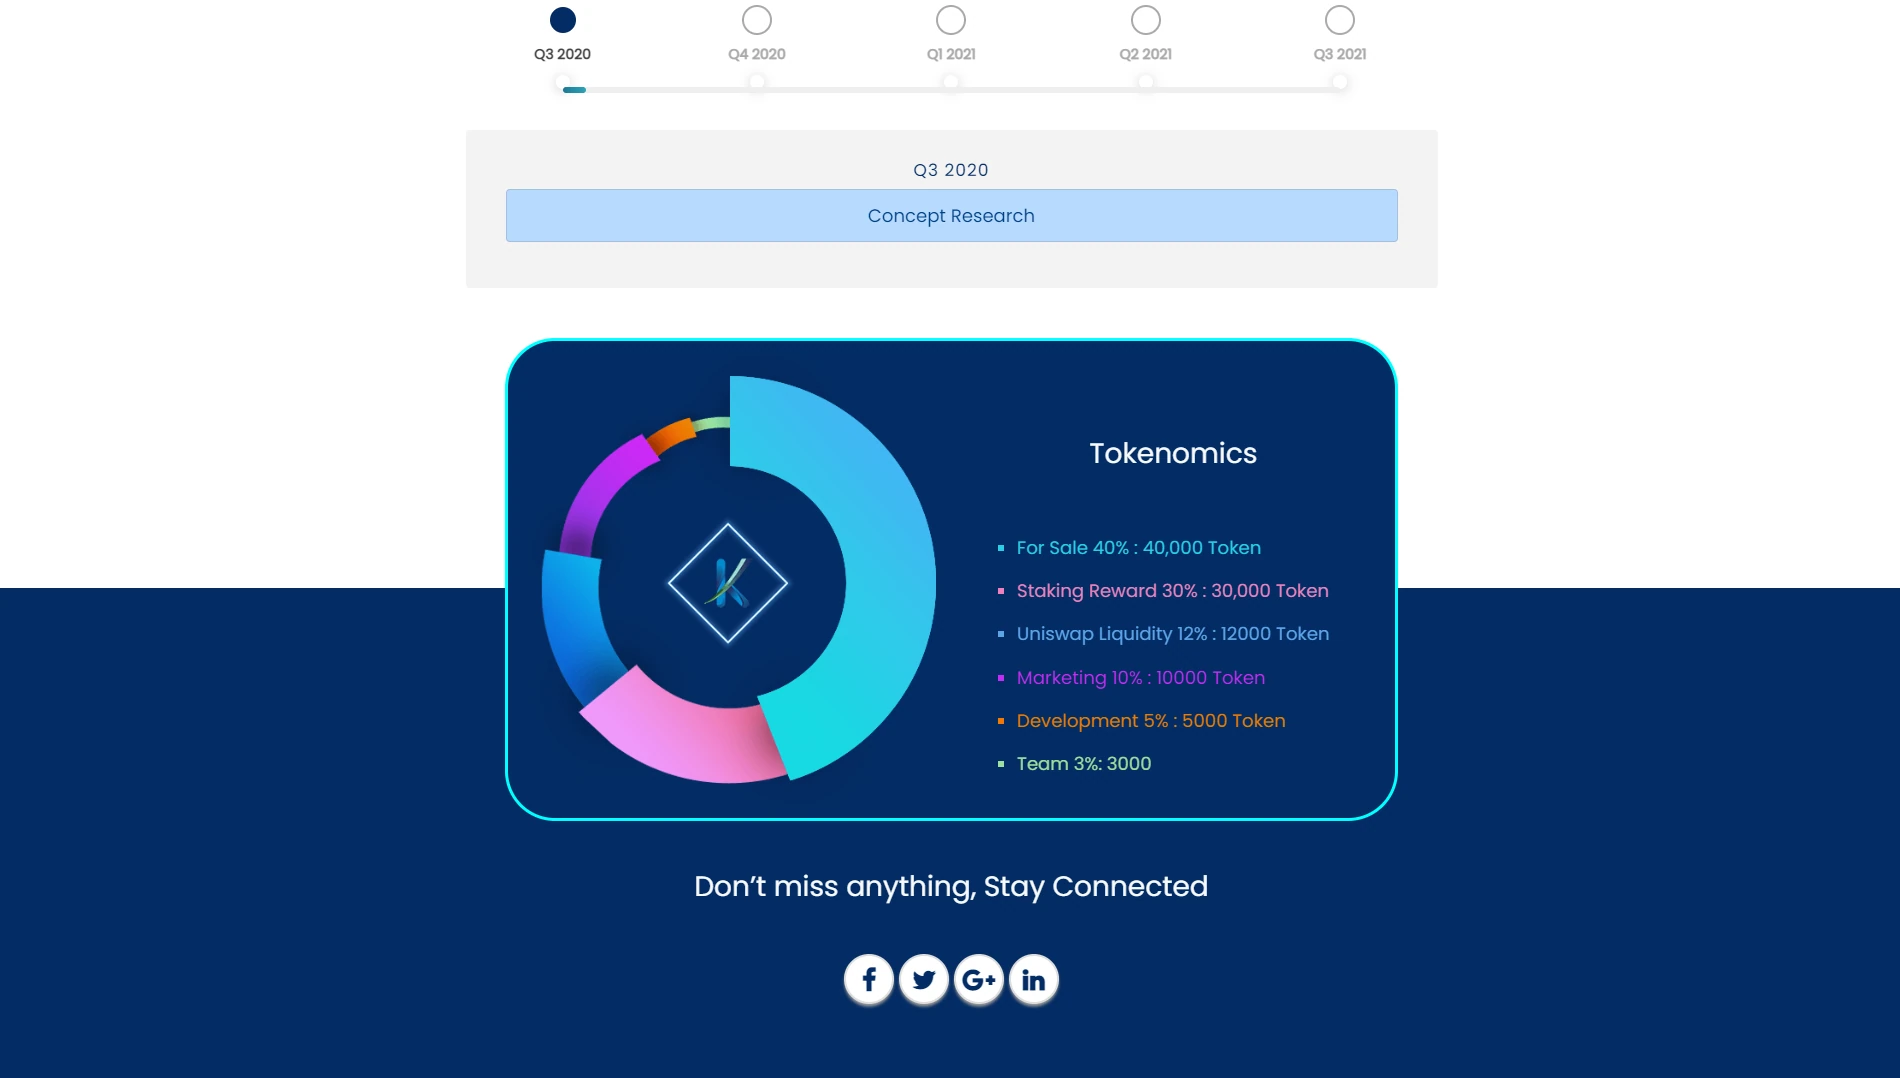 Q3 2020 Q4 2020 Q1 2021 Q2 2021 Q3 2021
Q3 2020
Concept Research
Tokenomics
For Sale 40% : 40,000 Token
Staking Reward 30% : 30,000 Token
Uniswap Liquidity 12% : 12000 Token
Marketing 10% : 10000 Token
Development 5% : 5000 Token
Team 3%: 3000
K
Don’t miss anything, Stay Connected
f G+ in